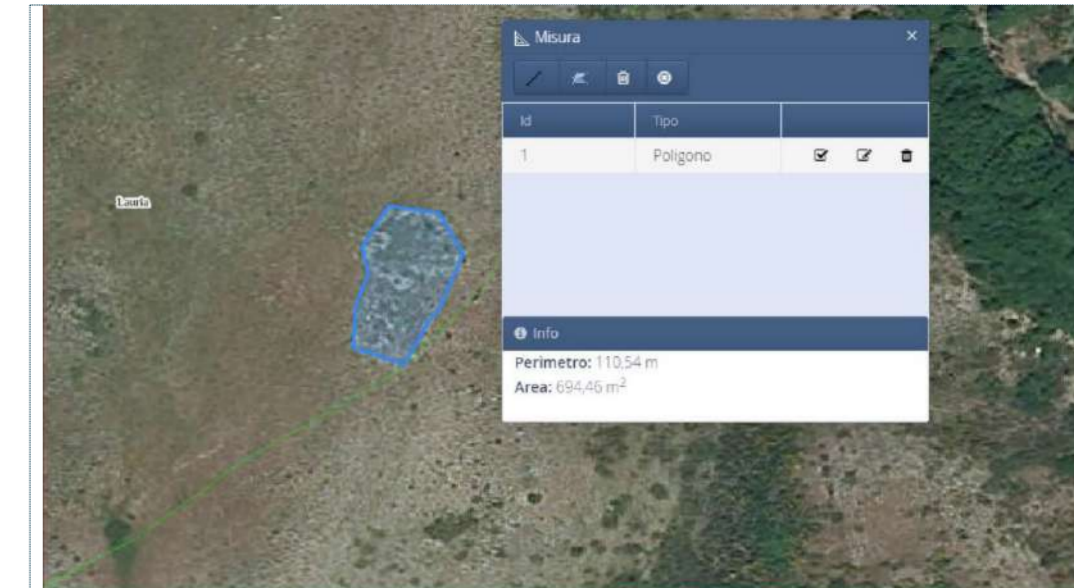 Misura
Id Tipo
1 Poligono
Lauria
Info
Perimetro: 110,54 m
Area: 694,46 m²